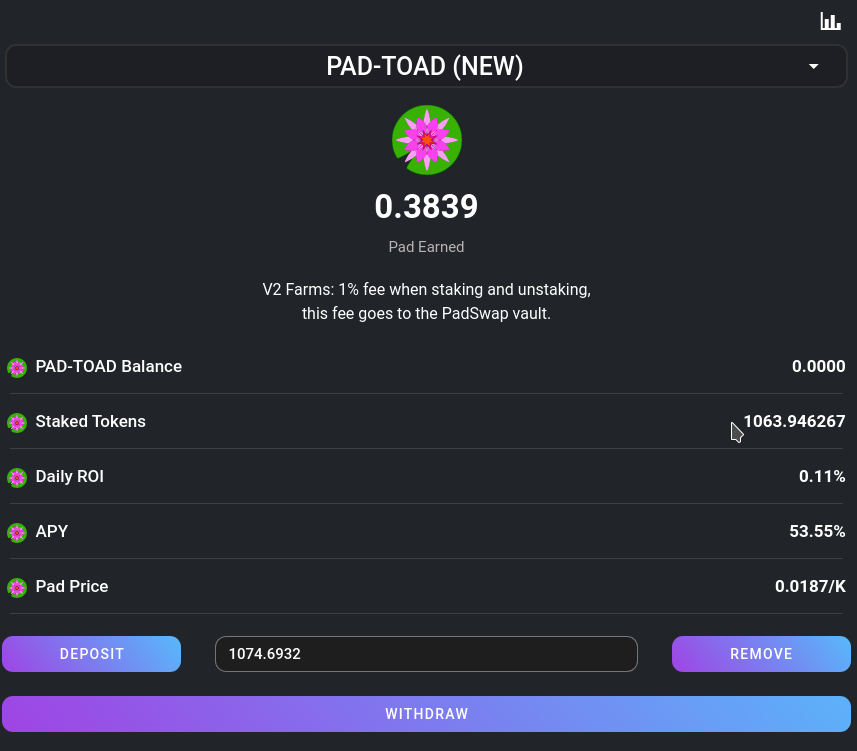 PAD-TOAD (NEW)
0.3839
Pad Earned
V2 Farms: 1% fee when staking and unstaking,
this fee goes to the PadSwap vault.
PAD-TOAD Balance 0.0000
Staked Tokens 1063.946267
Daily ROI 0.11%
APY 53.55%
Pad Price 0.0187/K
DEPOSIT 1074.6932 REMOVE
WITHDRAW